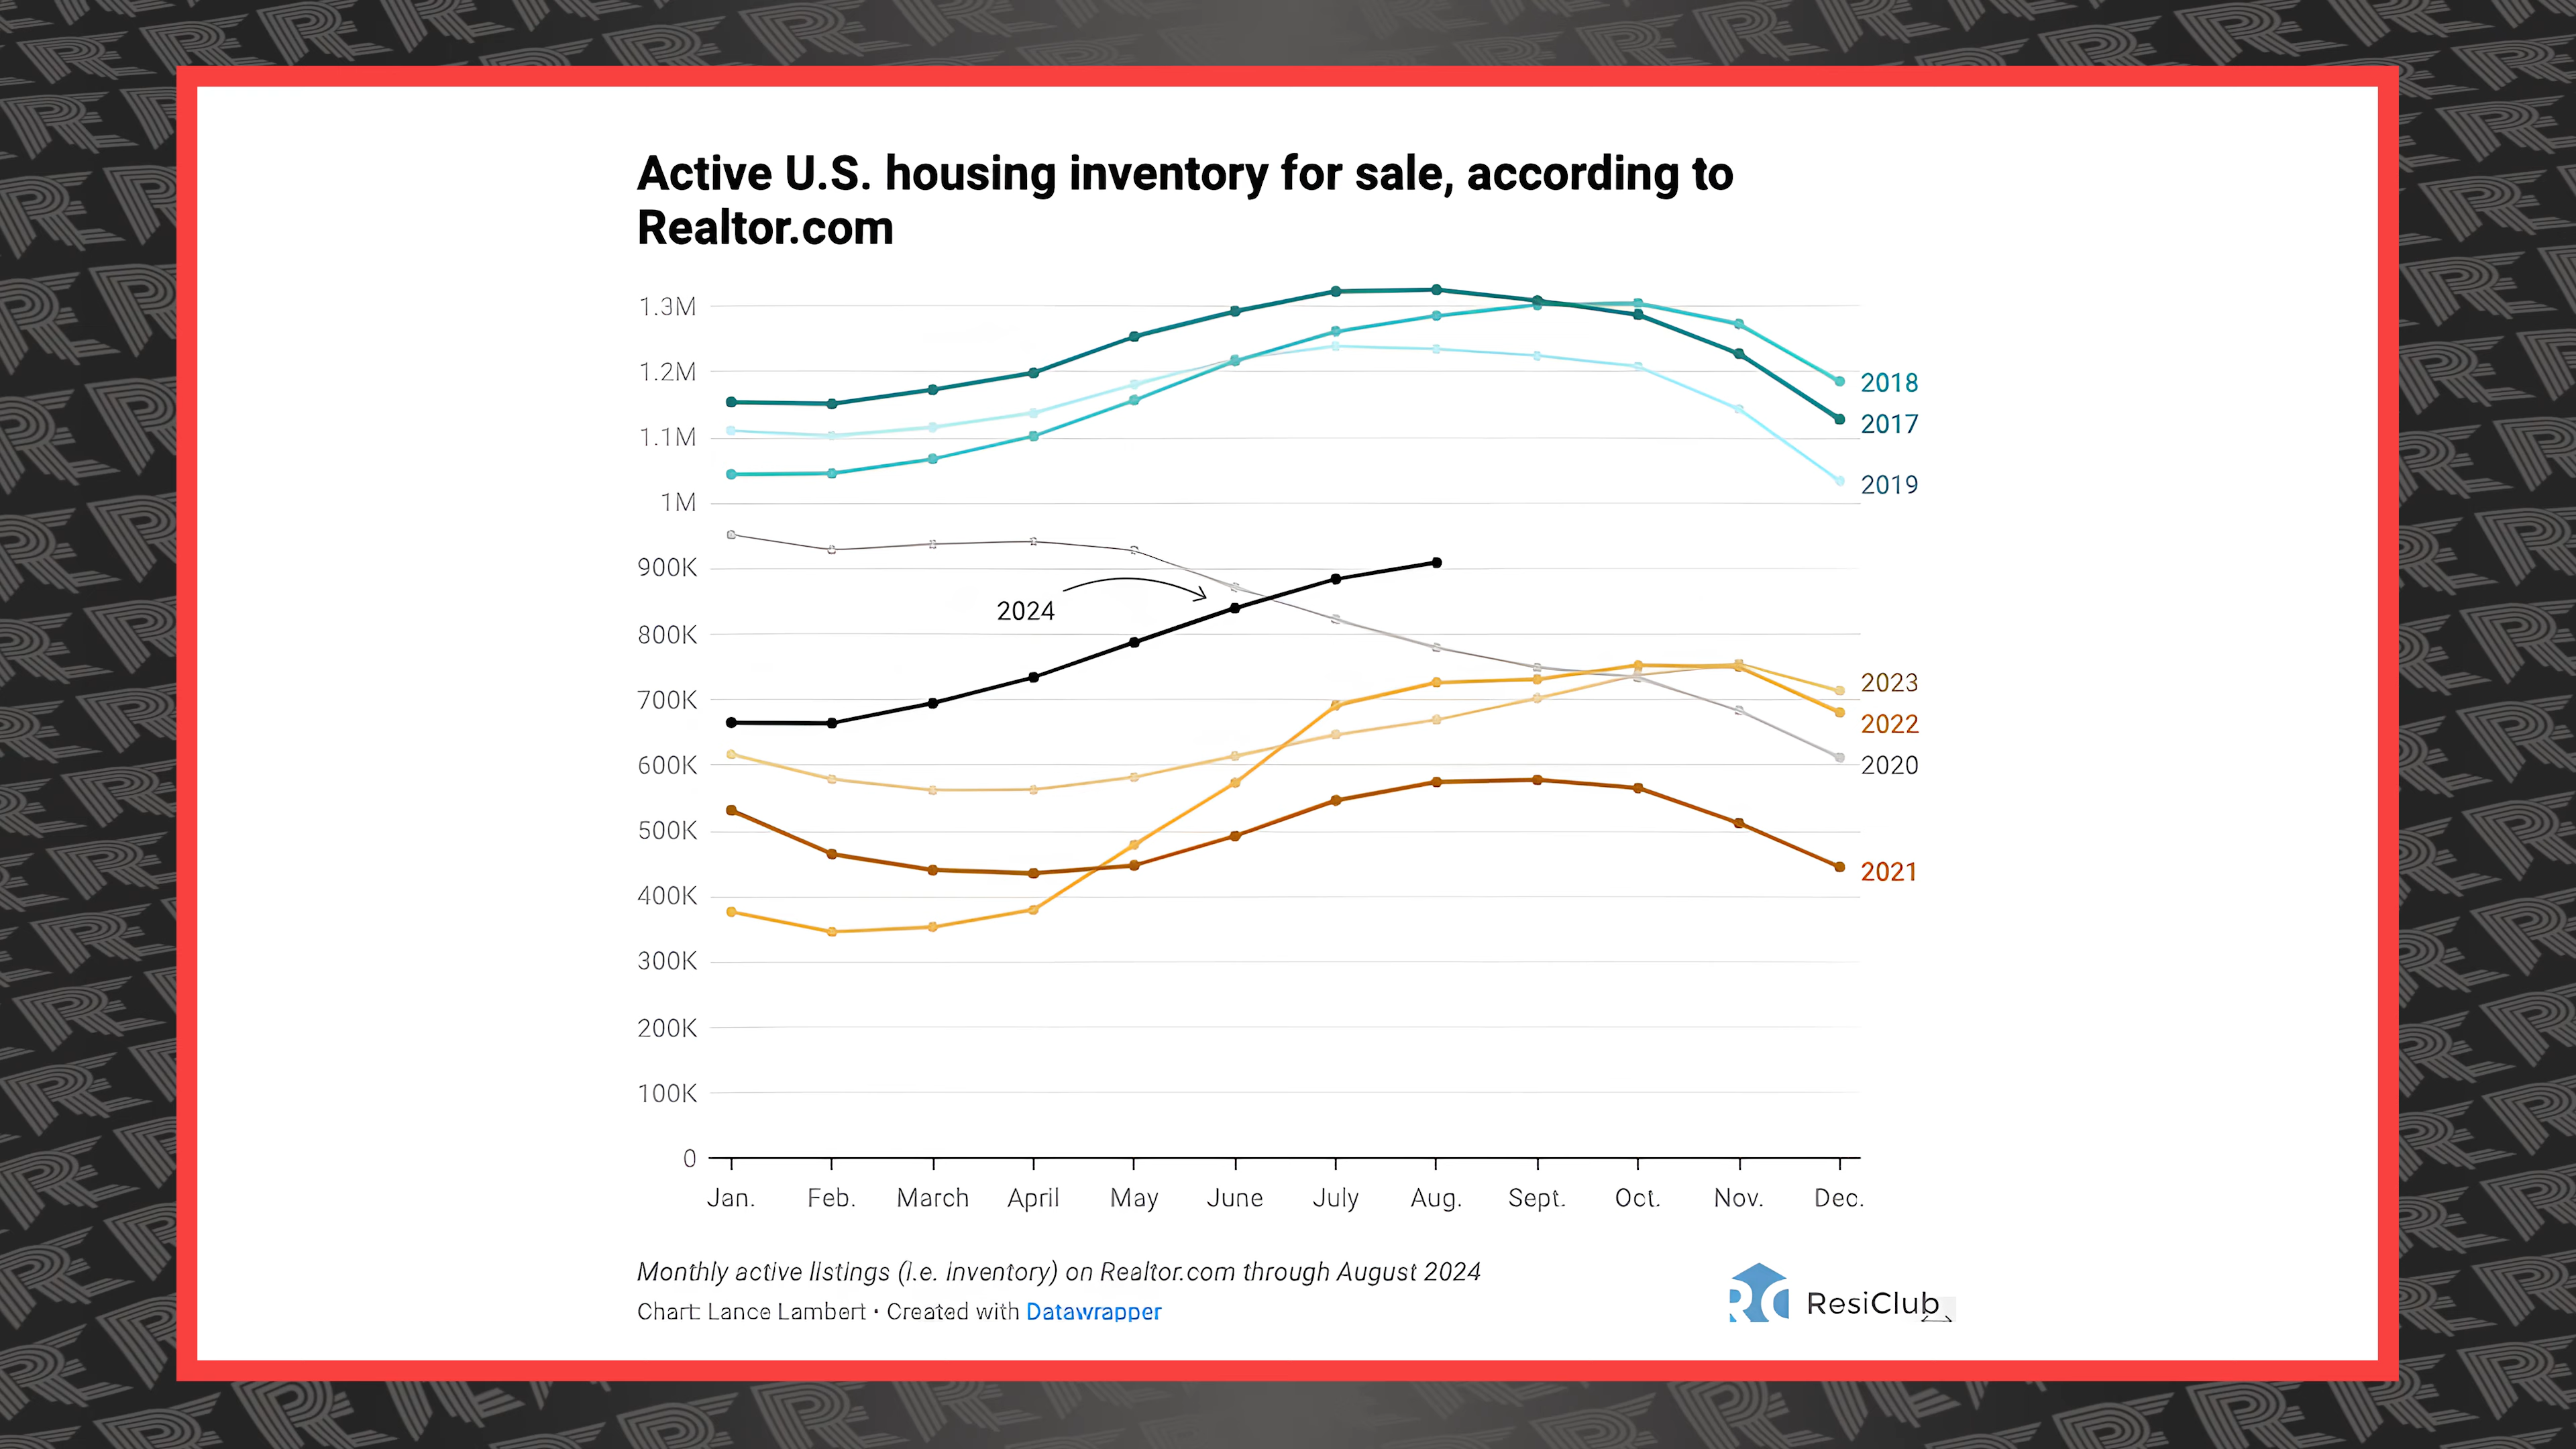 Active U.S. housing inventory for sale, according to
Realtor.com
1.3M
1.2M
1.1M
1M
900K
800K
700K
600K
500K
400K
300K
200K
100K
0
2024
2018
2017
2019
2023
2022
2020
2021
Jan. Feb. March April May June July Aug. Sept. Oct. Nov. Dec.
Monthly active listings (i.e. inventory) on Realtor.com through August 2024
Chart: Lance Lambert • Created with Datawrapper
RC ResiClub